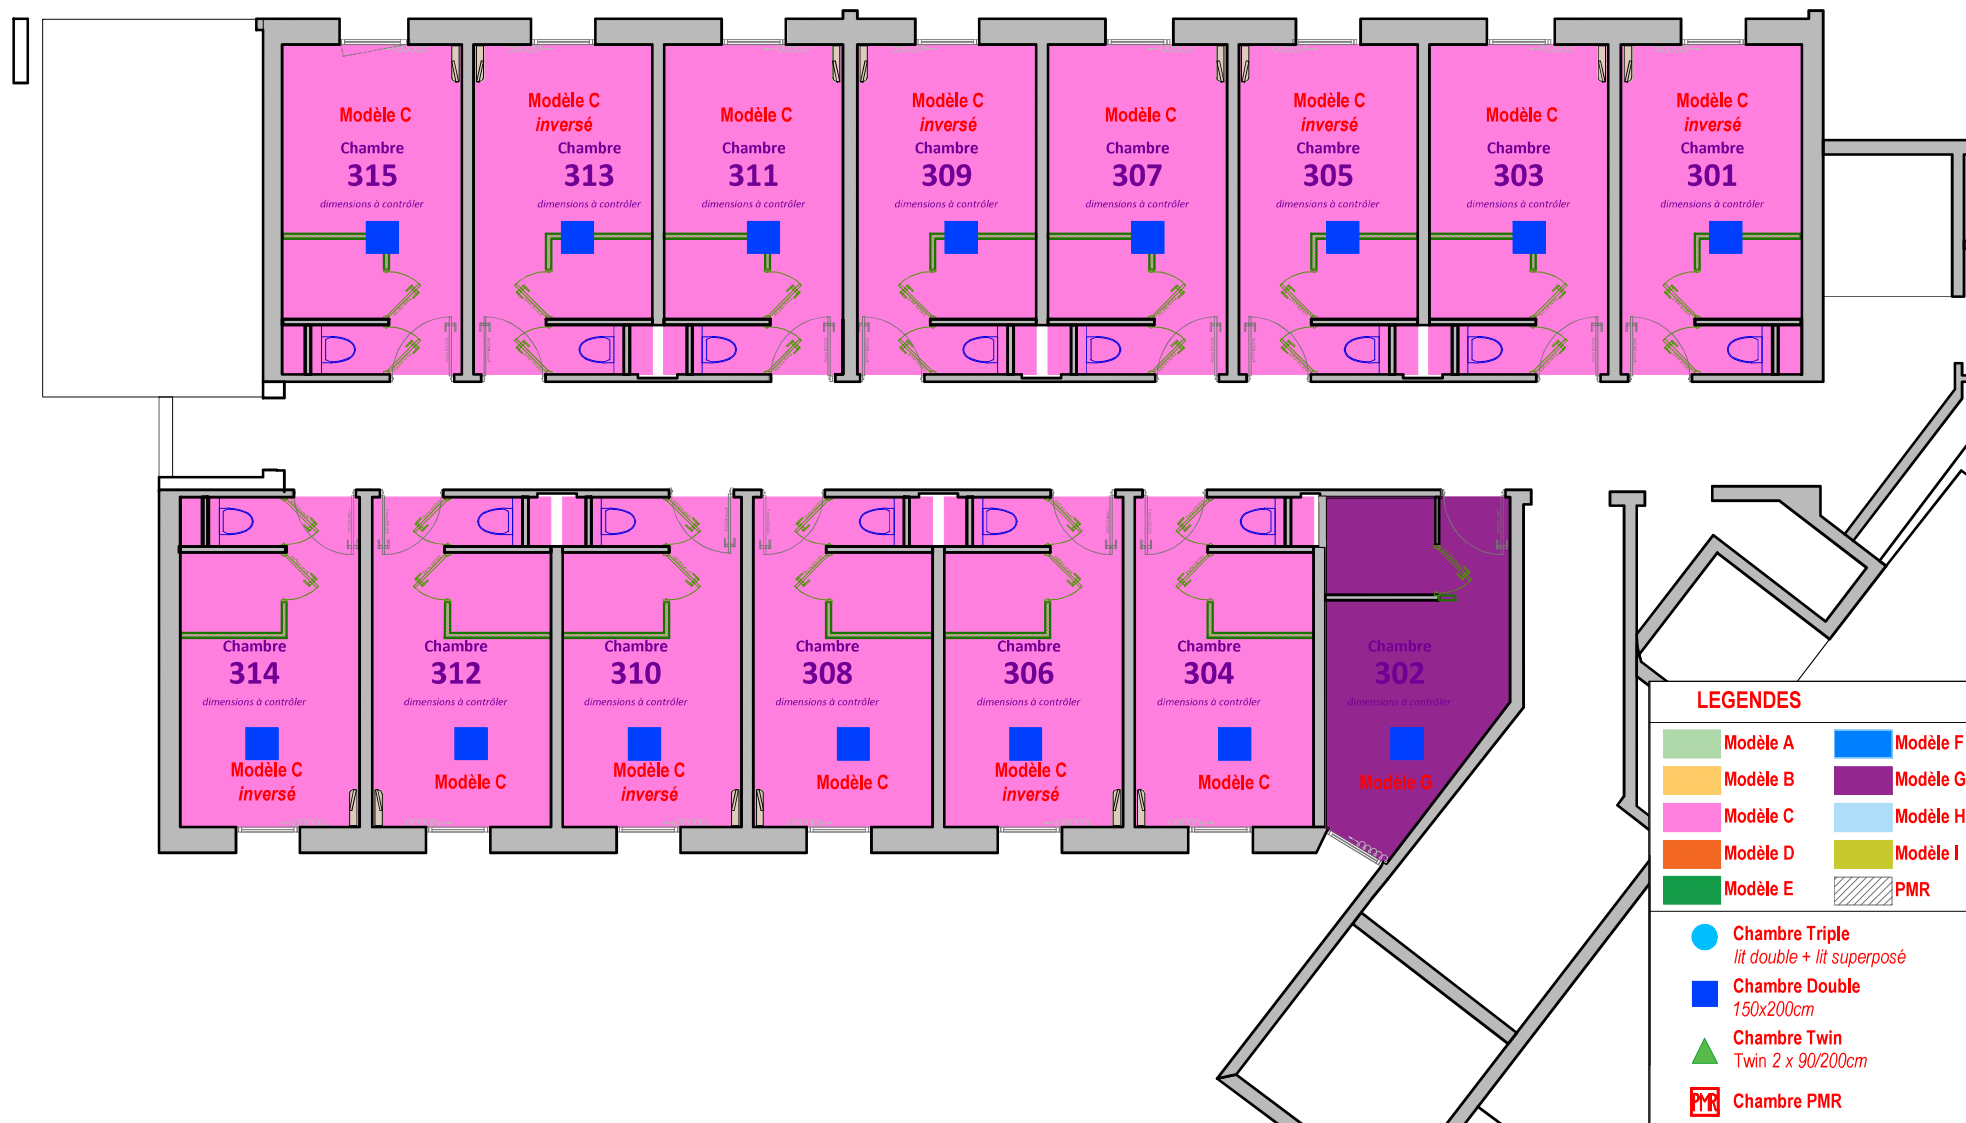 Modèle C
Chambre
315
dimensions à contrôler
Modèle C
inversé
Chambre
313
dimensions à contrôler
Modèle C
Chambre
311
dimensions à contrôler
Modèle C
inversé
Chambre
309
dimensions à contrôler
Modèle C
Chambre
307
dimensions à contrôler
Modèle C
inversé
Chambre
305
dimensions à contrôler
Modèle C
Chambre
303
dimensions à contrôler
Modèle C
inversé
Chambre
301
dimensions à contrôler
Chambre
314
dimensions à contrôler
Modèle C
inversé
Chambre
312
dimensions à contrôler
Modèle C
Chambre
310
dimensions à contrôler
Modèle C
inversé
Chambre
308
dimensions à contrôler
Modèle C
Chambre
306
dimensions à contrôler
Modèle C
inversé
Chambre
304
dimensions à contrôler
Modèle C
Chambre
302
dimensions à contrôler
Modèle G
LEGENDES
Modèle A
Modèle B
Modèle C
Modèle D
Modèle E
Modèle F
Modèle G
Modèle H
Modèle I
PMR
Chambre Triple
lit double + lit superposé
Chambre Double
150x200cm
Chambre Twin
Twin 2 x 90/200cm
PMR
Chambre PMR